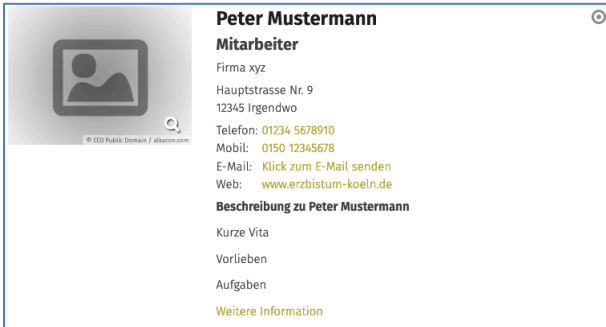 Peter Mustermann
Mitarbeiter
Firma xyz
Hauptstrasse Nr. 9
12345 Irgendwo
Telefon: 01234 5678910
Mobil: 0150 12345678
E-Mail: Klick zum E-Mail senden
Web: www.erzbistum-koeln.de
Beschreibung zu Peter Mustermann
Kurze Vita
Vorlieben
Aufgaben
Weitere Information
© CC0 Public Domain / alkacon.com